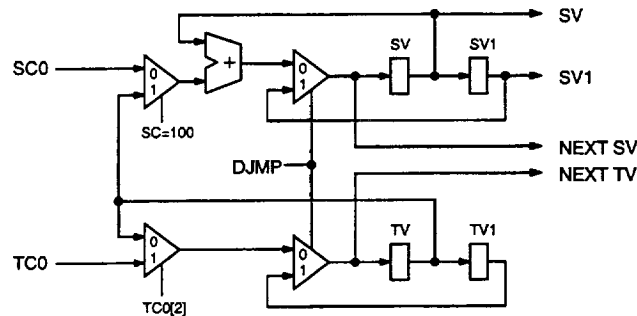 SV
SV SV1
SC0 0 1 + 0 1 SV1
SC=100
NEXT SV
DJMP
NEXT TV
TV TV1
0 1 0 1
TC0
TC0[2]